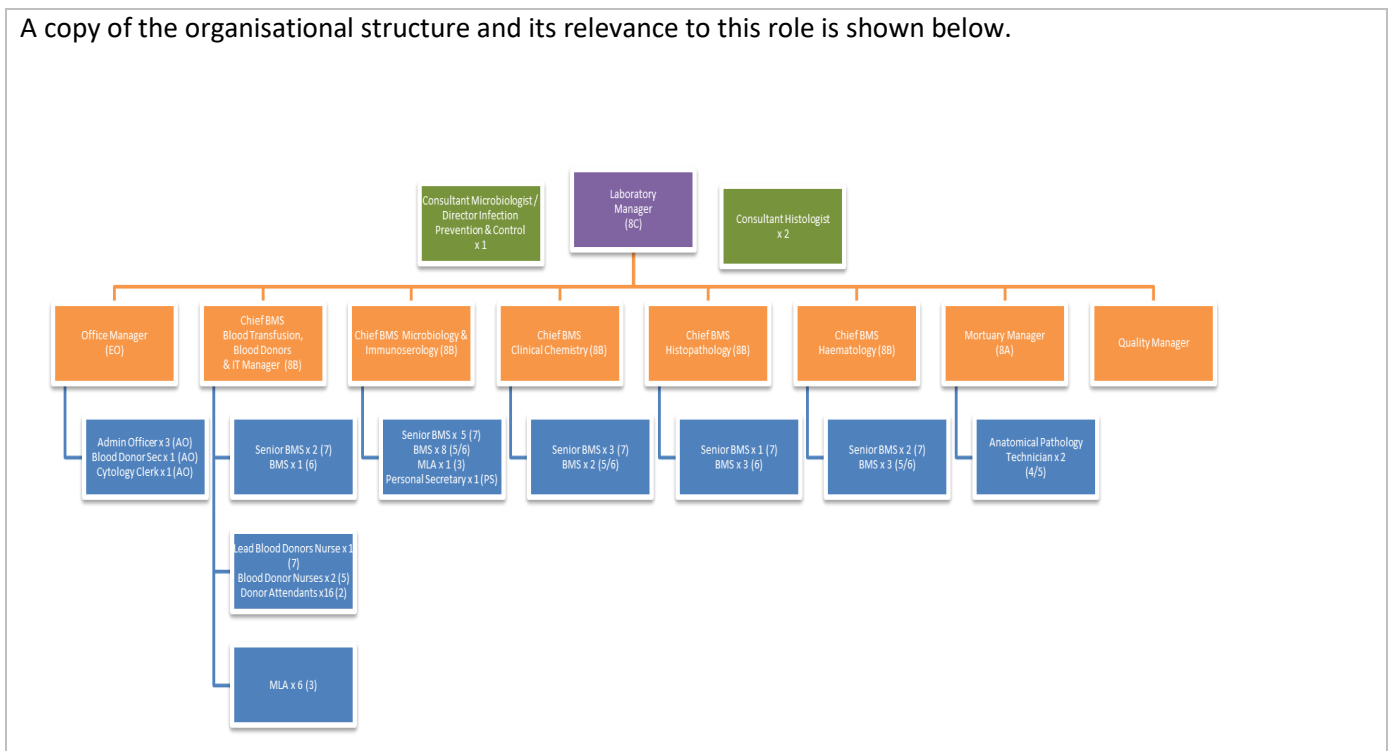 A copy of the organisational structure and its relevance to this role is shown below.
Consultant Microbiologist /
Director Infection
Prevention & Control
x 1
Laboratory
Manager
(8C)
Consultant Histologist
x 2
Office Manager
(EO)
Chief BMS
Blood Transfusion,
Blood Donors
& IT Manager (8B)
Chief BMS Microbiology &
Immunoserology (8B)
Chief BMS
Clinical Chemistry (8B)
Chief BMS
Histopathology (8B)
Chief BMS
Haematology (8B)
Mortuary Manager
(8A)
Quality Manager
Admin Officer x 3 (AO)
Blood Donor Sec x 1 (AO)
Cytology Clerk x 1 (AO)
Senior BMS x 2 (7)
BMS x 1 (6)
Senior BMS x 5 (7)
BMS x 8 (5/6)
MLA x 1 (3)
Personal Secretary x 1 (PS)
Senior BMS x 3 (7)
BMS x 2 (5/6)
Senior BMS x 1 (7)
BMS x 3 (6)
Senior BMS x 2 (7)
BMS x 3 (5/6)
Anatomical Pathology
Technician x 2
(4/5)
Lead Blood Donors Nurse x 1
(7)
Blood Donor Nurses x 2 (5)
Donor Attendants x16 (2)
MLA x 6 (3)